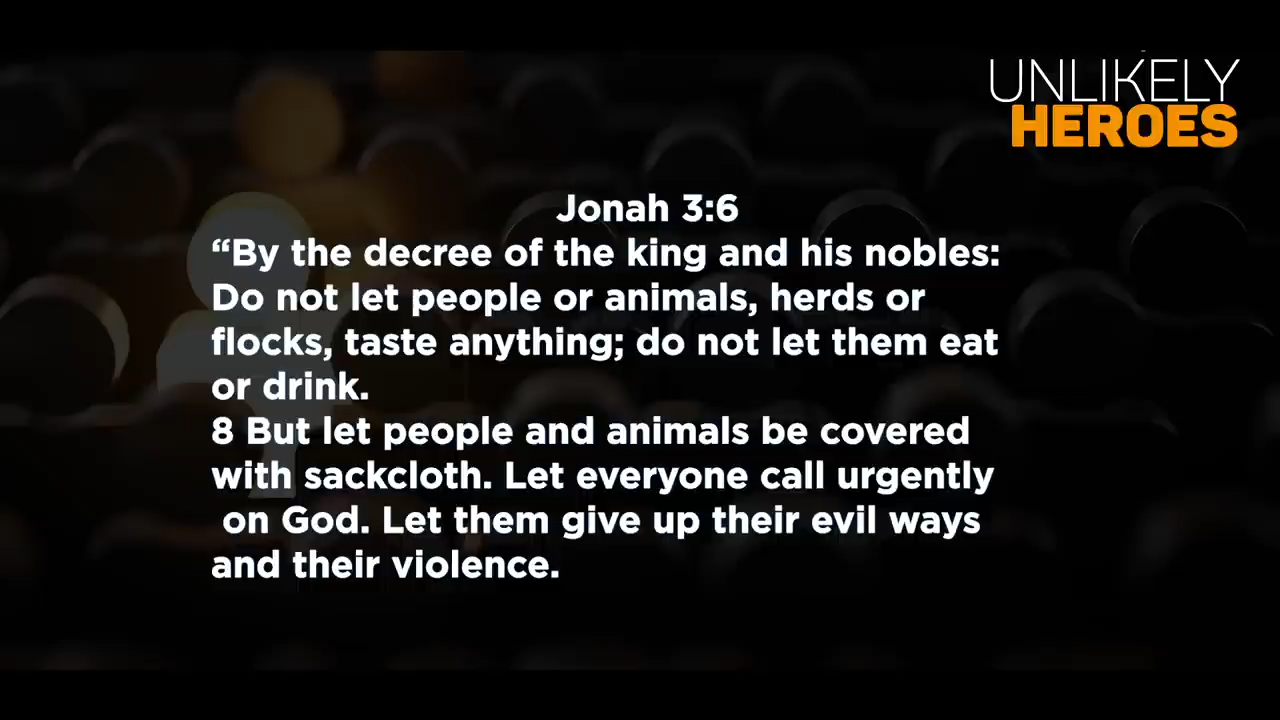 UNLIKELY
HEROES
Jonah 3:6
“By the decree of the king and his nobles:
Do not let people or animals, herds or
flocks, taste anything; do not let them eat
or drink.
8 But let people and animals be covered
with sackcloth. Let everyone call urgently
on God. Let them give up their evil ways
and their violence.